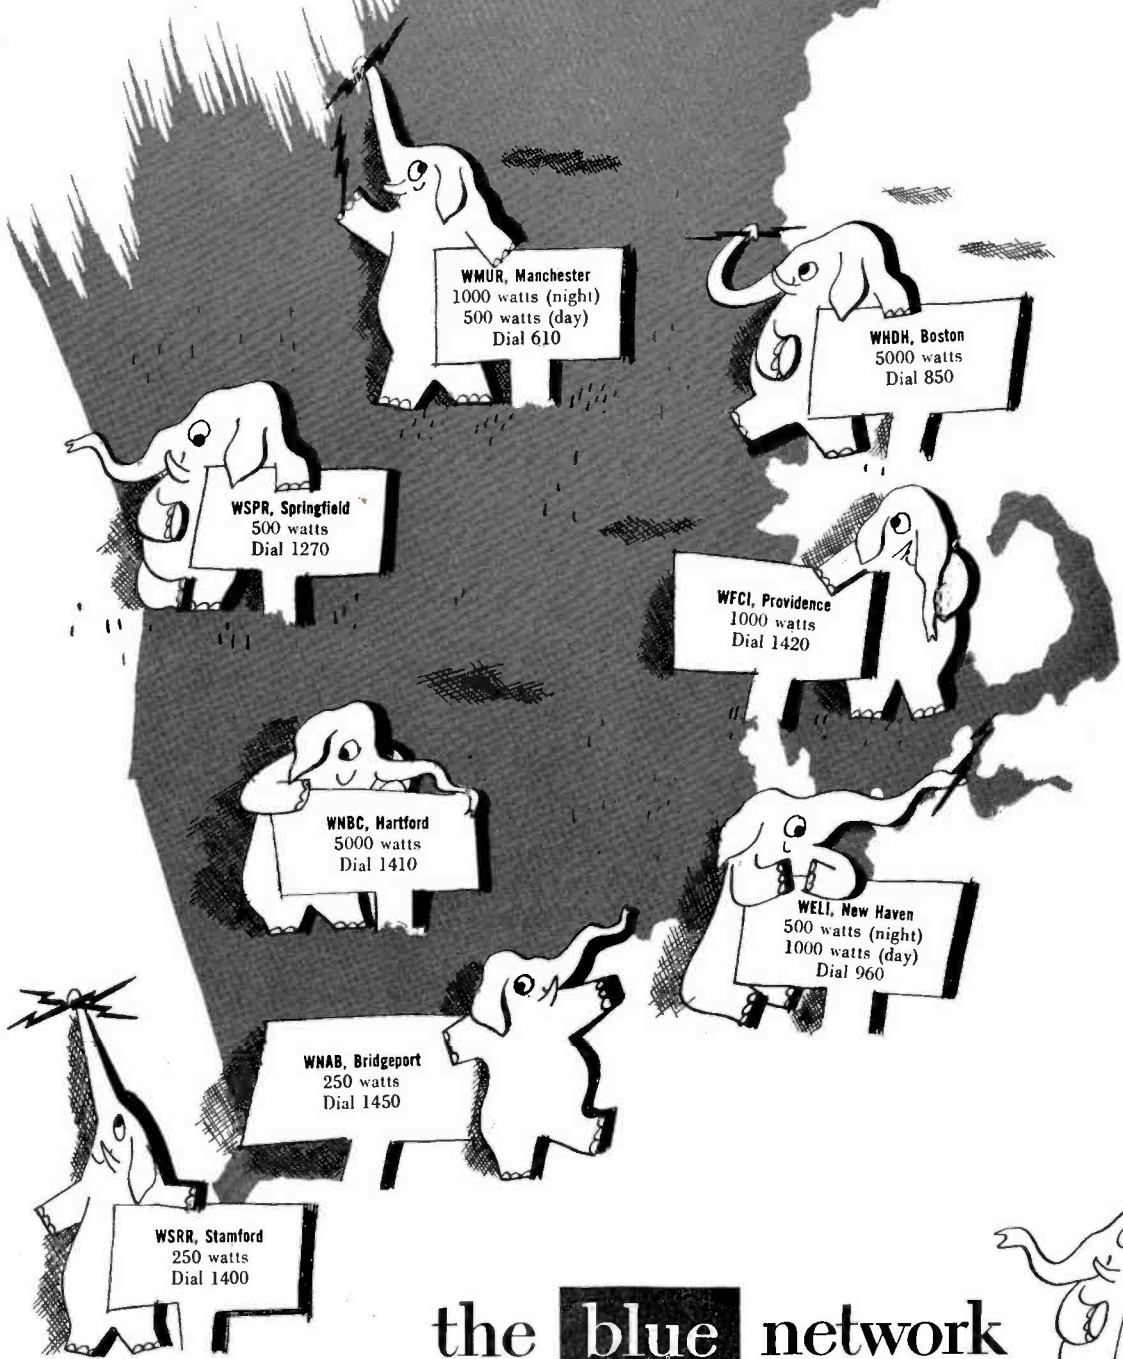 WMUR, Manchester
1000 watts (night)
500 watts (day)
Dial 610
WHDH, Boston
5000 watts
Dial 850
WSPR, Springfield
500 watts
Dial 1270
WFCI, Providence
1000 watts
Dial 1420
WNBC, Hartford
5000 watts
Dial 1410
WELI, New Haven
500 watts (night)
1000 watts (day)
Dial 960
WNAB, Bridgeport
250 watts
Dial 1450
WSRR, Stamford
250 watts
Dial 1400
the blue network